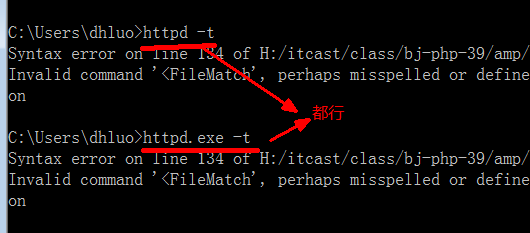 C:\Users\dhluo>httpd -t
Syntax error on line 134 of H:/itcast/class/bj-php-39/amp/
Invalid command '<FileMatch', perhaps misspelled or define
on
都行
C:\Users\dhluo>httpd.exe -t
Syntax error on line 134 of H:/itcast/class/bj-php-39/amp/
Invalid command '<FileMatch', perhaps misspelled or define
on